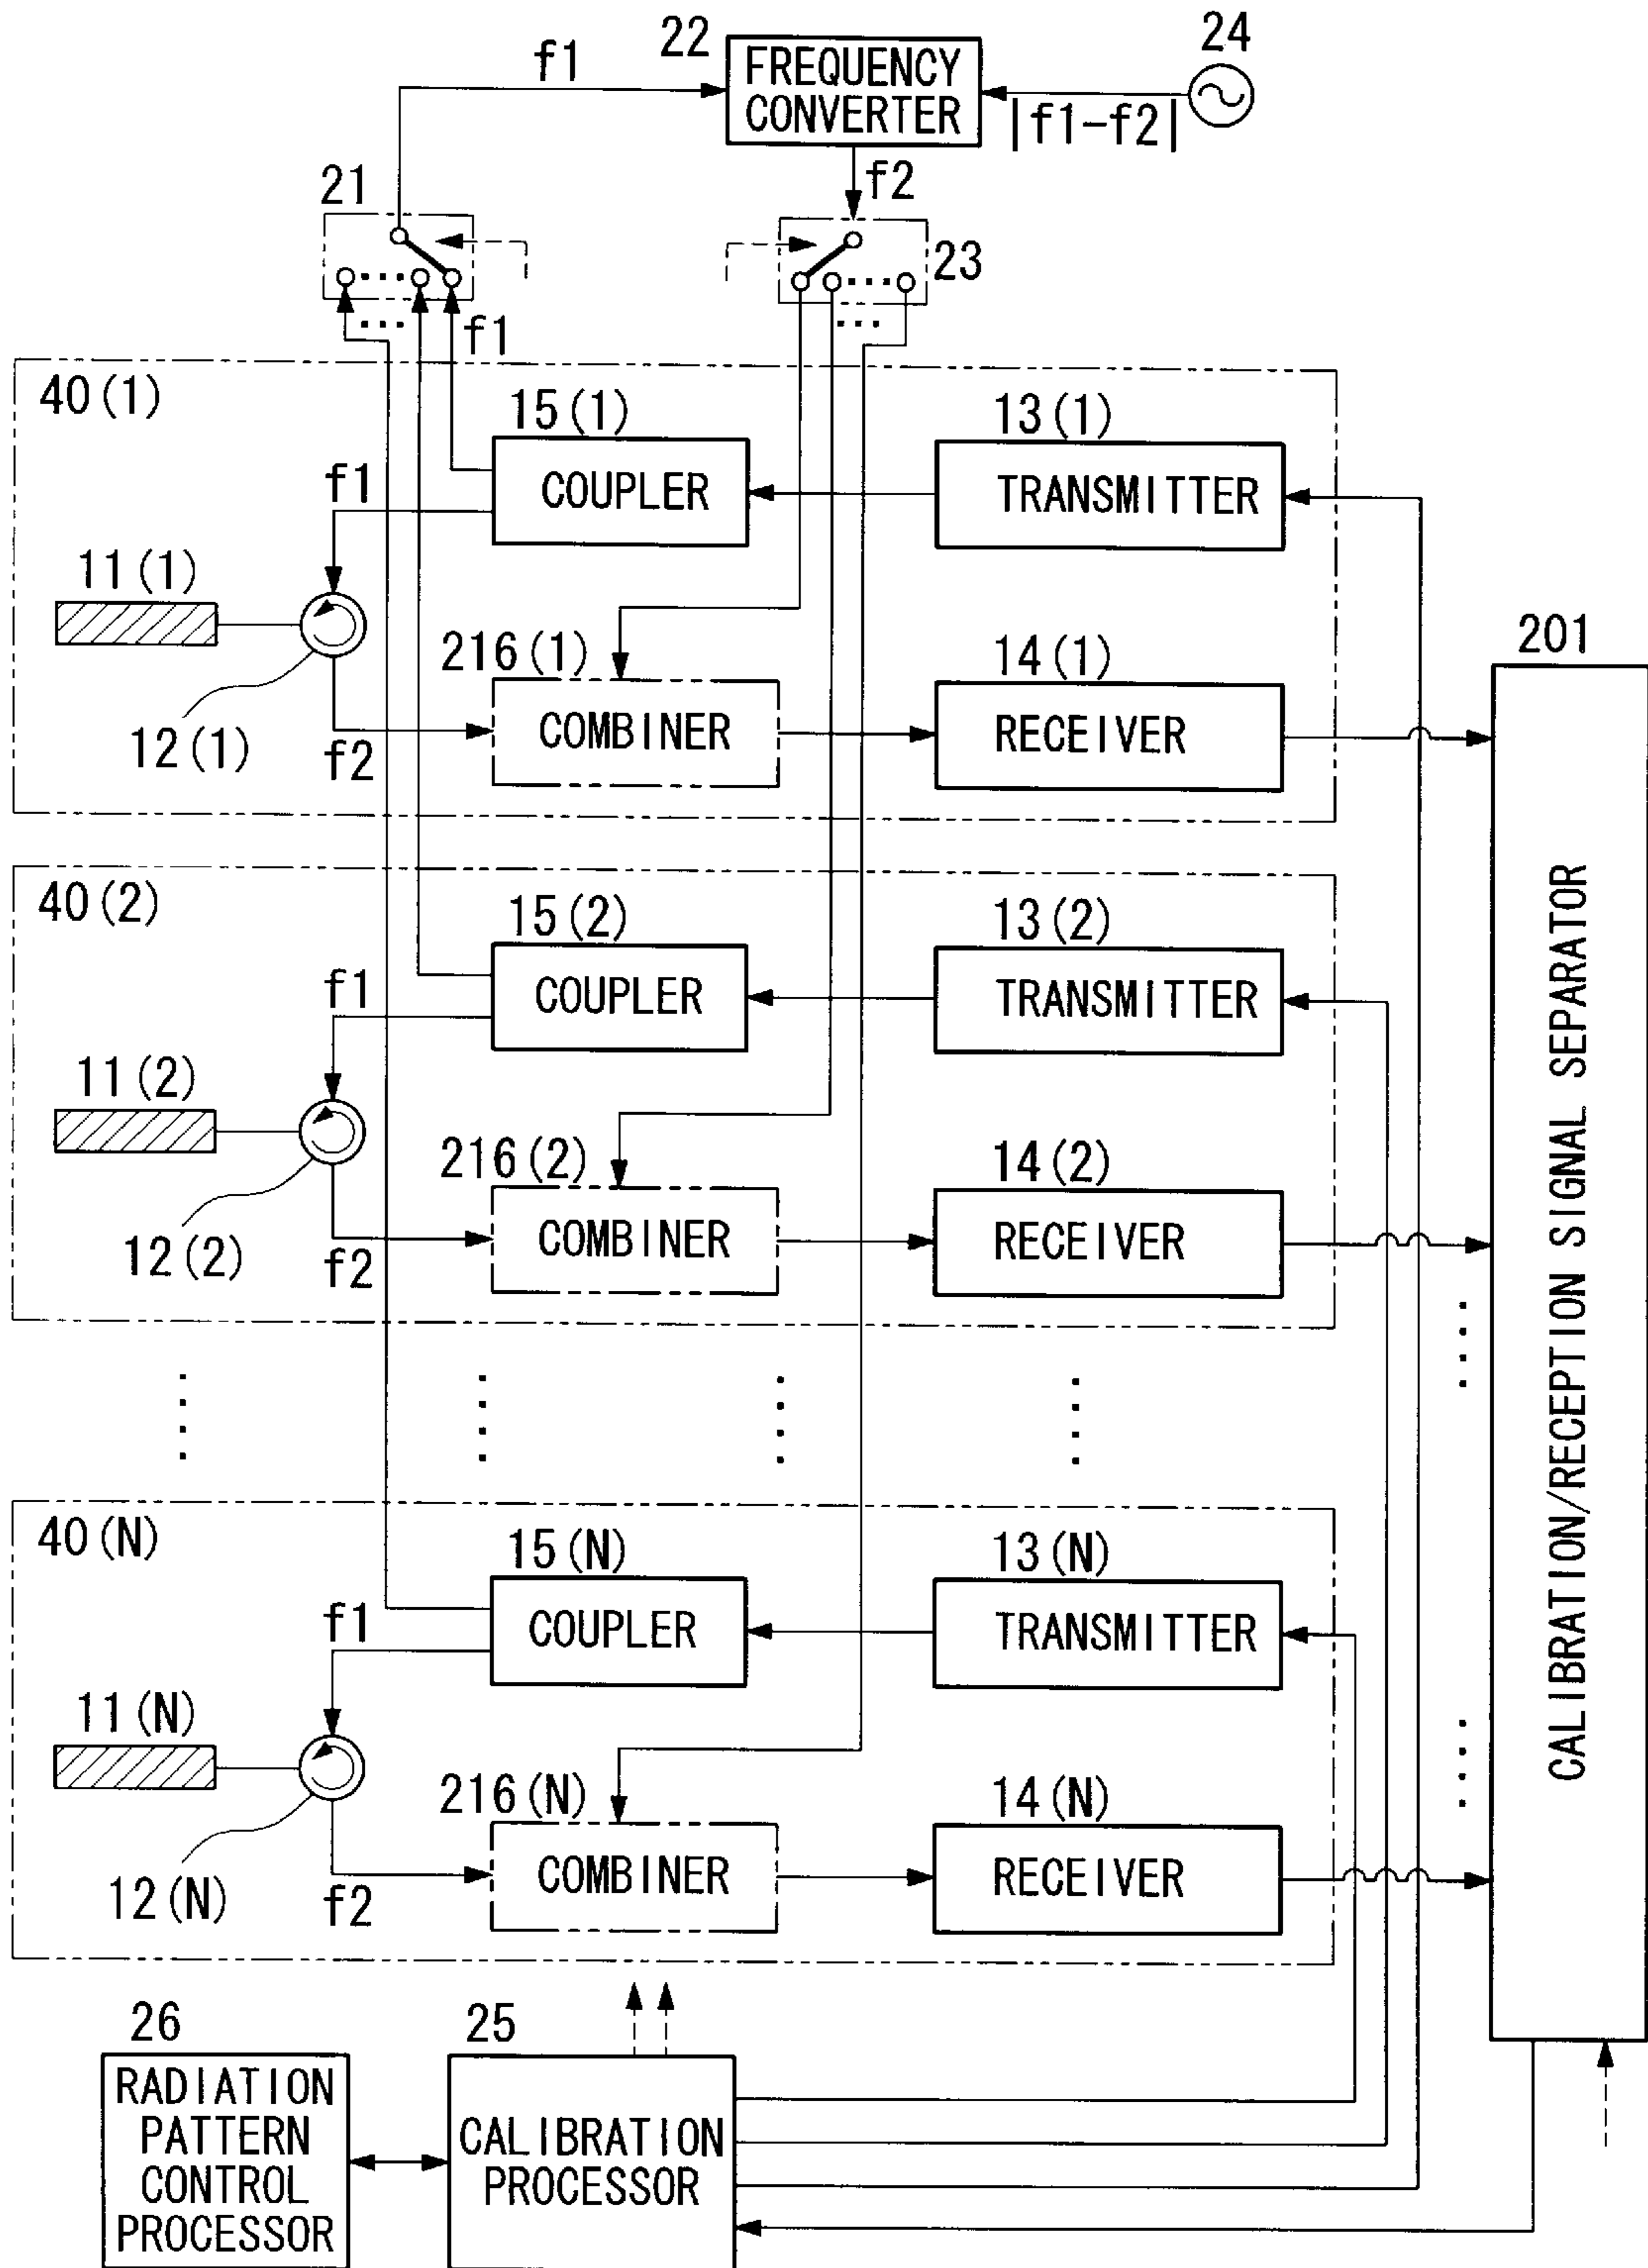 22
24
f1
FREQUENCY
CONVERTER
|f1-f2|
f2
21
23
f1
40(1)
15(1)
13(1)
f1
COUPLER
TRANSMITTER
11(1)
216(1)
14(1)
201
12(1)
f2
COMBINER
RECEIVER
40(2)
15(2)
13(2)
f1
COUPLER
TRANSMITTER
11(2)
216(2)
14(2)
12(2)
f2
COMBINER
RECEIVER
CALIBRATION/RECEPTION SIGNAL SEPARATOR
40(N)
15(N)
13(N)
f1
COUPLER
TRANSMITTER
11(N)
216(N)
14(N)
12(N)
f2
COMBINER
RECEIVER
26
25
RADIATION
PATTERN
CONTROL
PROCESSOR
CALIBRATION
PROCESSOR